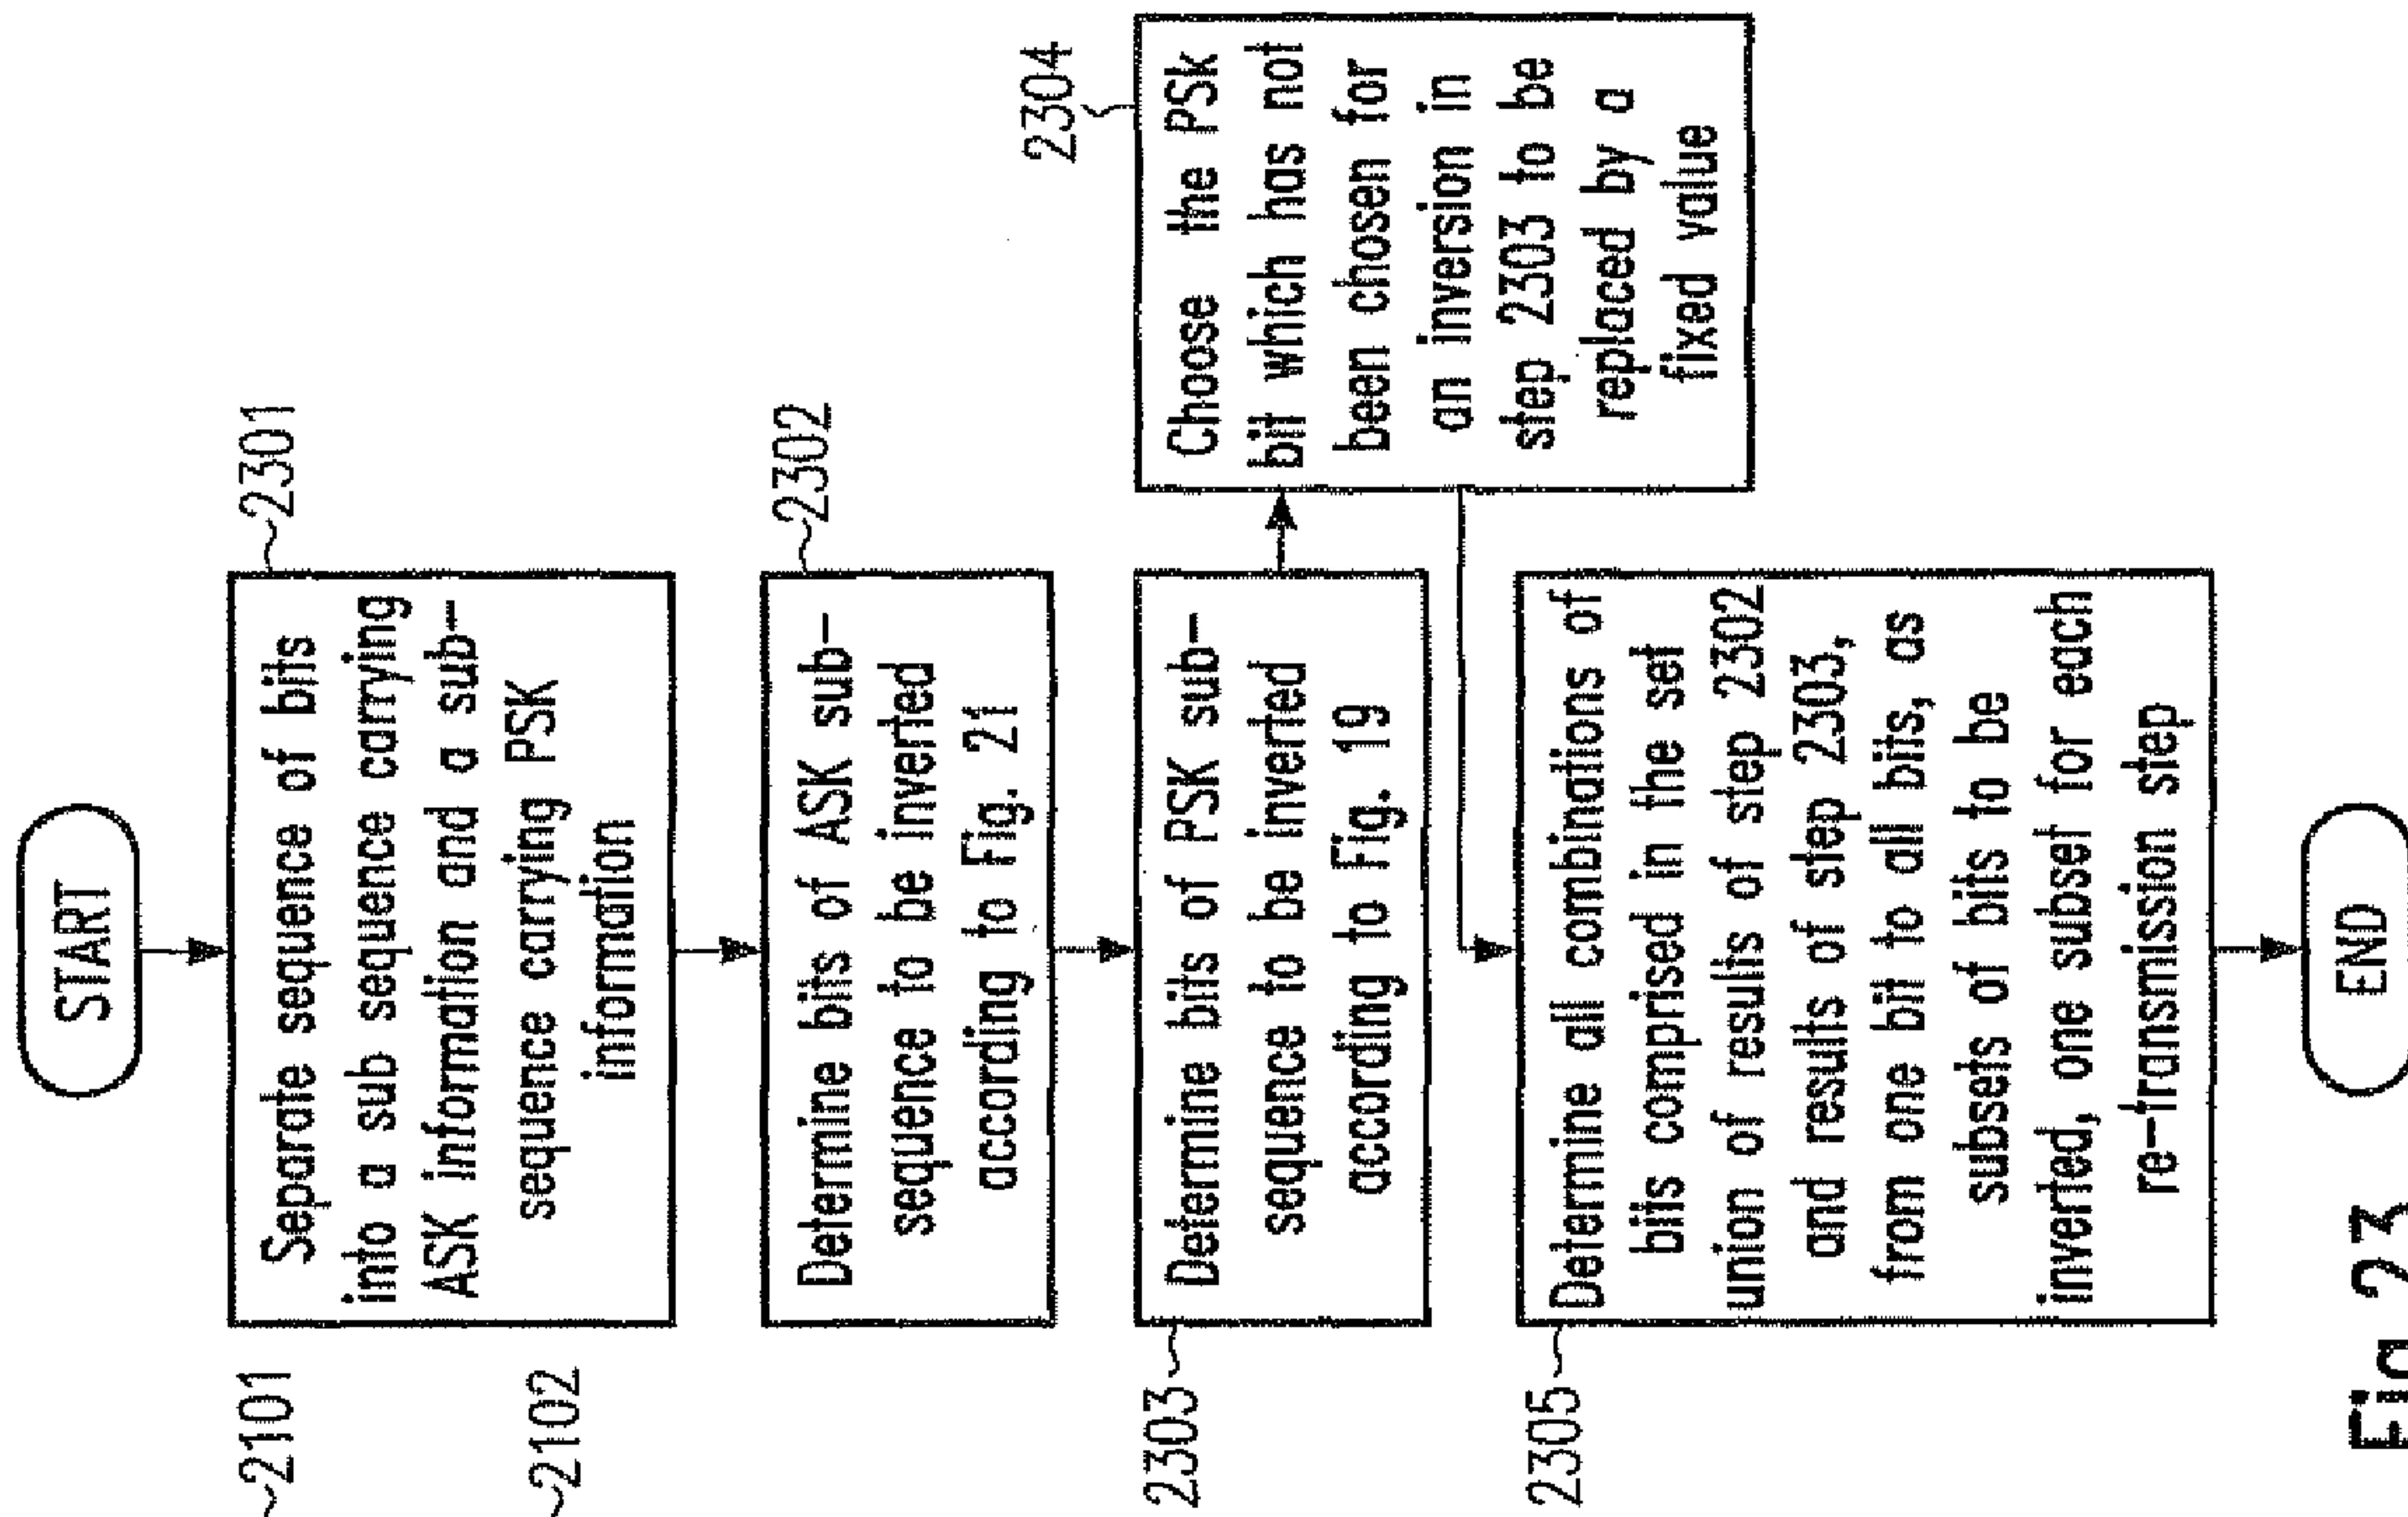 START
2301
Separate sequence of bits
into a sub sequence carrying
ASK information and a sub-
sequence carrying PSK
information
2101
2102
2302
Determine bits of ASK sub-
sequence to be inverted
according to Fig. 21
2303
Determine bits of PSK sub-
sequence to be inverted
according to Fig. 19
2304
Choose the PSk
bit which has not
been chosen for
an inversion in
step 2303 to be
replaced by a
fixed value
2305
Determine all combinations of
bits comprised in the set
union of results of step 2302
and results of step 2303,
from one bit to all bits, as
subsets of bits to be
inverted, one subset for each
re-transmission step
END
Fig 23